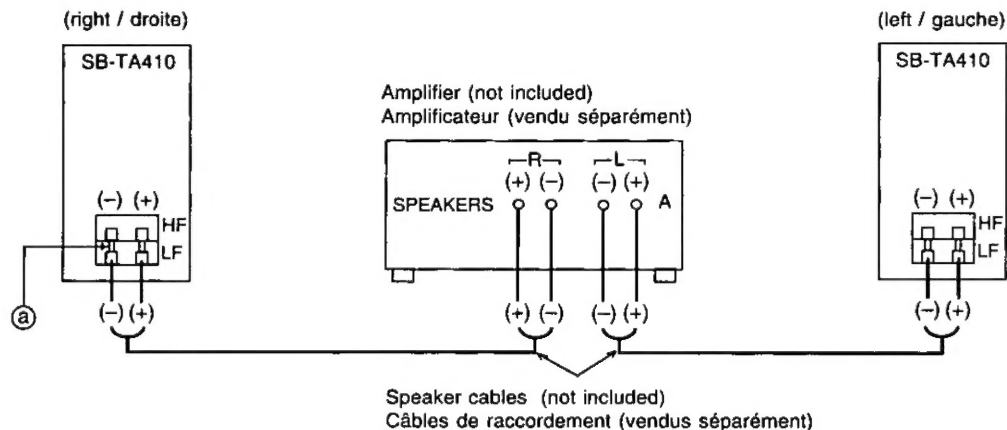 (right / droite)
(left / gauche)
SB-TA410
SB-TA410
Amplifier (not included)
Amplificateur (vendu séparément)
R L
(+) (−) (−) (+)
SPEAKERS A
(−) (+)
HF
LF
(−) (+)
HF
LF
ⓐ
(−) (+)
(+) (−) (−) (+)
(−) (+)
Speaker cables (not included)
Câbles de raccordement (vendus séparément)